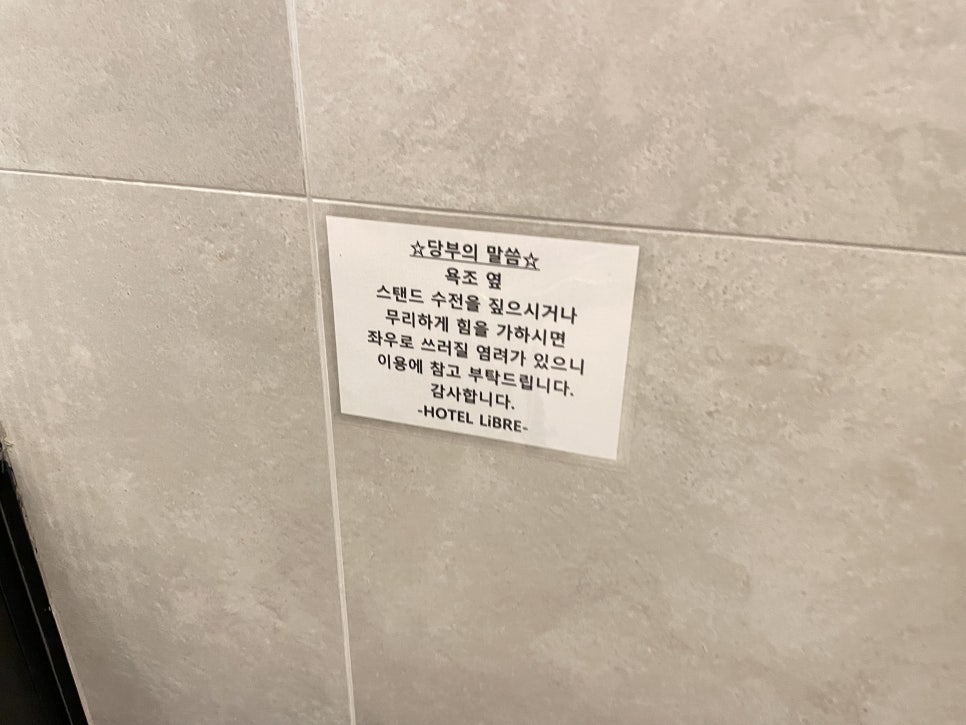 ☆당부의 말씀☆
욕조 옆
스탠드 수전을 짚으시거나
무리하게 힘을 가하시면
좌우로 쓰러질 염려가 있으니
이용에 참고 부탁드립니다.
감사합니다.
-HOTEL LiBRE-